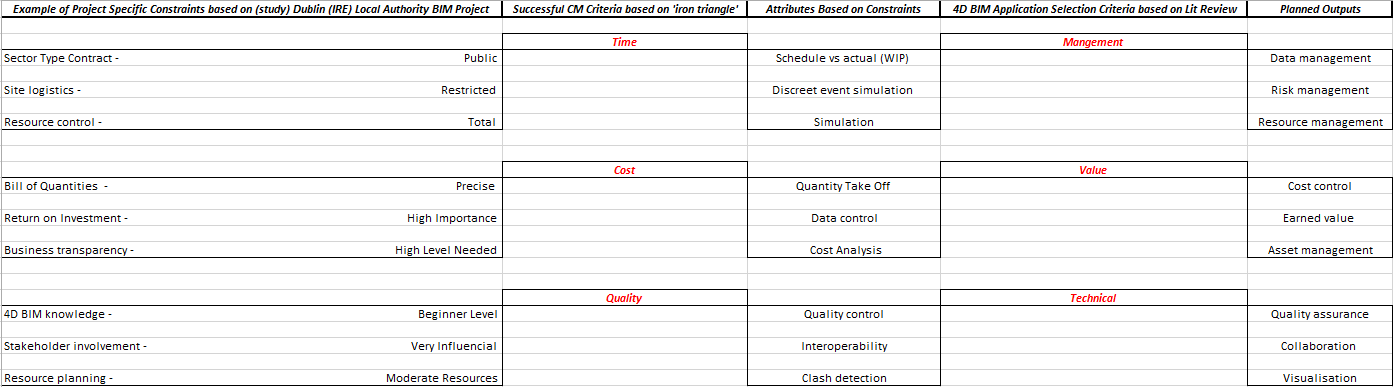 Example of Project Specific Constraints based on (study) Dublin (IRE) Local Authority BIM Project Successful CM Criteria based on 'iron triangle' Attributes Based on Constraints 4D BIM Application Selection Criteria based on Lit Review Planned Outputs
Time Mangement
Sector Type Contract - Public Schedule vs actual (WIP) Data management
Site logistics - Restricted Discreet event simulation Risk management
Resource control - Total Simulation Resource management
Cost Value
Bill of Quantities - Precise Quantity Take Off Cost control
Return on Investment - High Importance Data control Earned value
Business transparency - High Level Needed Cost Analysis Asset management
Quality Technical
4D BIM knowledge - Beginner Level Quality control Quality assurance
Stakeholder involvement - Very Influencial Interoperability Collaboration
Resource planning - Moderate Resources Clash detection Visualisation